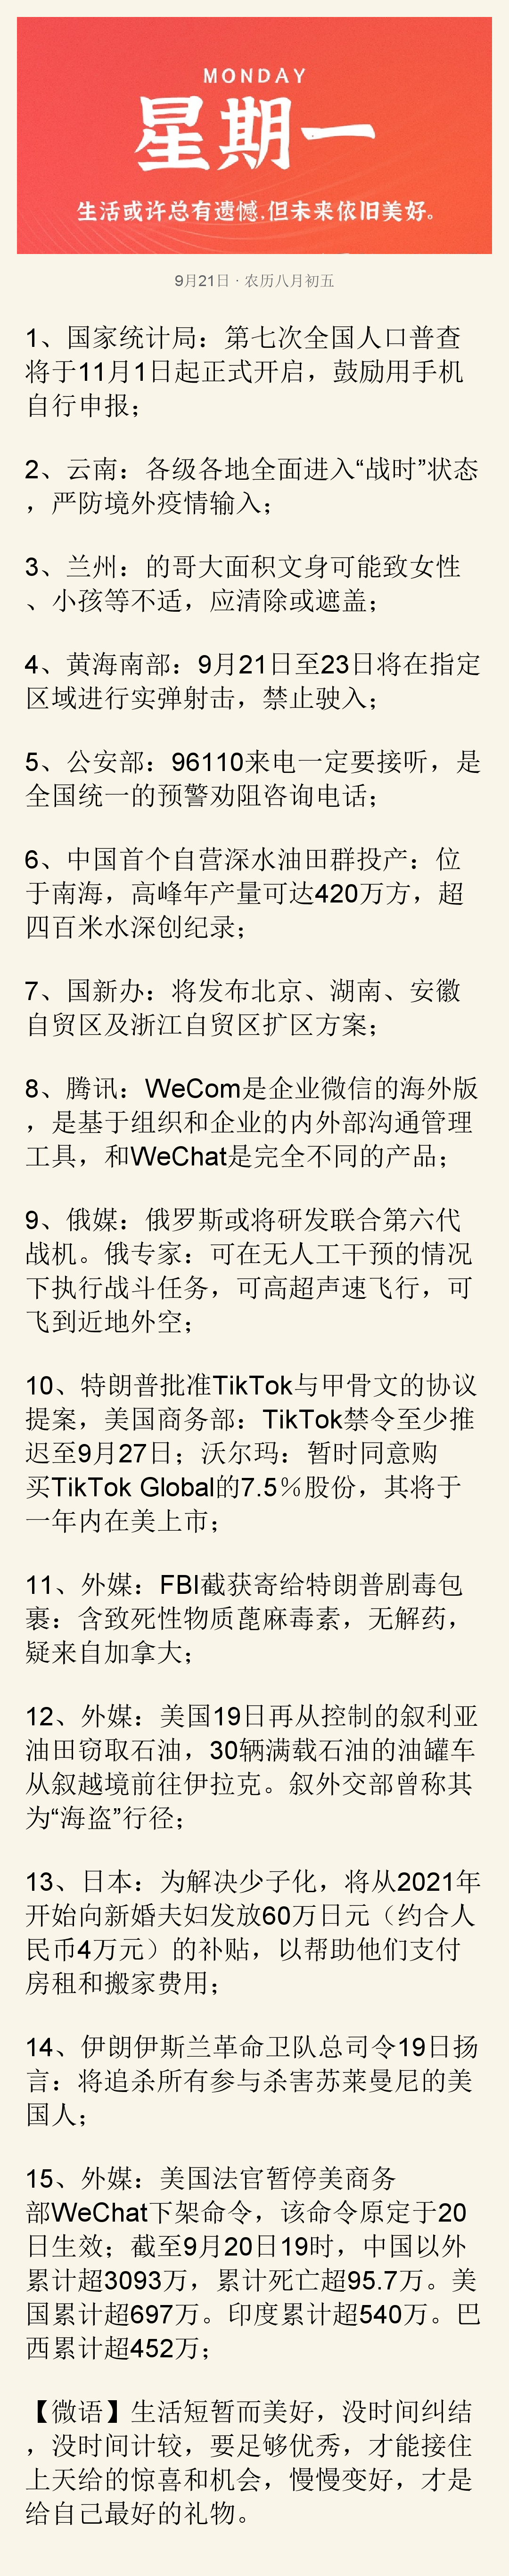 MONDAY
星期一
生活或许总有遗憾,但未来依旧美好。
9月21日 · 农历八月初五
1、国家统计局：第七次全国人口普查
将于11月1日起正式开启，鼓励用手机
自行申报；
2、云南：各级各地全面进入“战时”状态
，严防境外疫情输入；
3、兰州：的哥大面积文身可能致女性
、小孩等不适，应清除或遮盖；
4、黄海南部：9月21日至23日将在指定
区域进行实弹射击，禁止驶入；
5、公安部：96110来电一定要接听，是
全国统一的预警劝阻咨询电话；
6、中国首个自营深水油田群投产：位
于南海，高峰年产量可达420万方，超
四百米水深创纪录；
7、国新办：将发布北京、湖南、安徽
自贸区及浙江自贸区扩区方案；
8、腾讯：WeCom是企业微信的海外版
，是基于组织和企业的内外部沟通管理
工具，和WeChat是完全不同的产品；
9、俄媒：俄罗斯或将研发联合第六代
战机。俄专家：可在无人工干预的情况
下执行战斗任务，可高超声速飞行，可
飞到近地外空；
10、特朗普批准TikTok与甲骨文的协议
提案，美国商务部：TikTok禁令至少推
迟至9月27日；沃尔玛：暂时同意购
买TikTok Global的7.5％股份，其将于
一年内在美上市；
11、外媒：FBI截获寄给特朗普剧毒包
裹：含致死性物质蓖麻毒素，无解药，
疑来自加拿大；
12、外媒：美国19日再从控制的叙利亚
油田窃取石油，30辆满载石油的油罐车
从叙越境前往伊拉克。叙外交部曾称其
为“海盗”行径；
13、日本：为解决少子化，将从2021年
开始向新婚夫妇发放60万日元（约合人
民币4万元）的补贴，以帮助他们支付
房租和搬家费用；
14、伊朗伊斯兰革命卫队总司令19日扬
言：将追杀所有参与杀害苏莱曼尼的美
国人；
15、外媒：美国法官暂停美商务
部WeChat下架命令，该命令原定于20
日生效；截至9月20日19时，中国以外
累计超3093万，累计死亡超95.7万。美
国累计超697万。印度累计超540万。巴
西累计超452万；
【微语】生活短暂而美好，没时间纠结
，没时间计较，要足够优秀，才能接住
上天给的惊喜和机会，慢慢变好，才是
给自己最好的礼物。